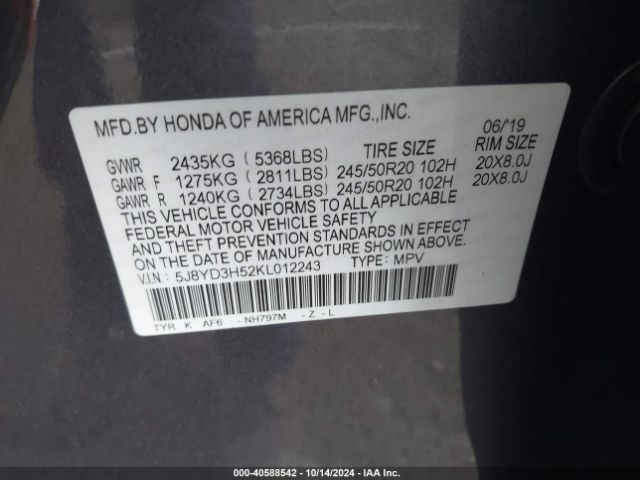 MFD.BY HONDA OF AMERICA MFG.,INC. 06/'19
TIRE SIZE RIM SIZE
GVWR 2435KG ( 5368LBS)
GAWR F 1275KG ( 2811LBS) 245/50R20 102H 20X8.0J
GAWR R 1240KG ( 2734LBS) 245/50R20 102H 20X8.0J
THIS VEHICLE CONFORMS TO ALL APPLICABLE
FEDERAL MOTOR VEHICLE SAFETY
AND THEFT PREVENTION STANDARDS IN EFFECT
ON THE DATE OF MANUFACTURE SHOWN ABOVE.
V.I.N.: 5J8YD3H52KL012243 TYPE: MPV
TYR K AF6 -NH797M -Z-L
000-40588542 • 10/14/2024 • IAA Inc.